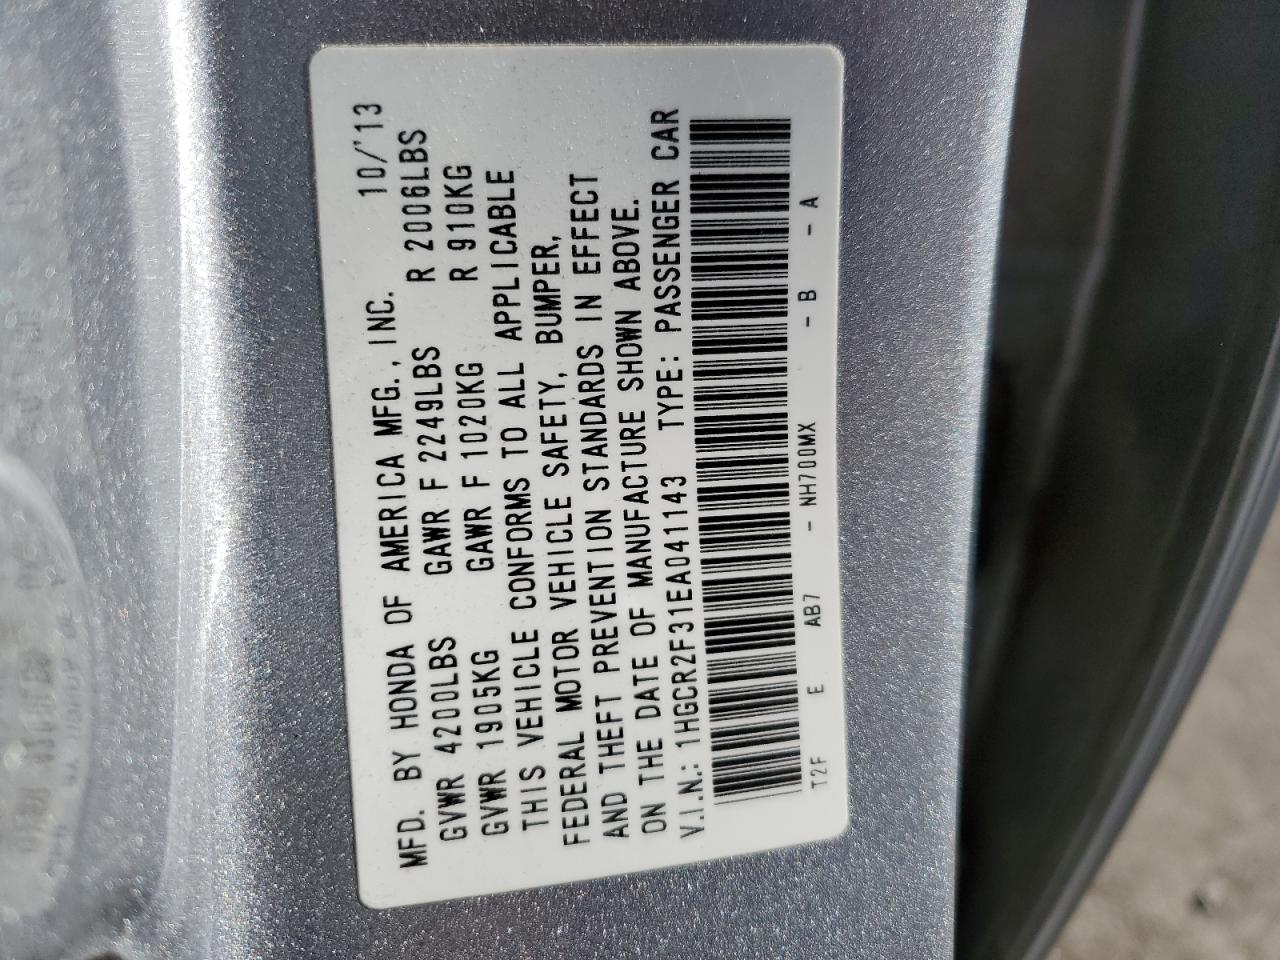 MFD. BY HONDA OF AMERICA MFG., INC. 10/'13
GVWR 4200LBS GAWR F 2249LBS R 2006LBS
GVWR 1905KG GAWR F 1020KG R 910KG
THIS VEHICLE CONFORMS TO ALL APPLICABLE
FEDERAL MOTOR VEHICLE SAFETY, BUMPER,
AND THEFT PREVENTION STANDARDS IN EFFECT
ON THE DATE OF MANUFACTURE SHOWN ABOVE.
V.I.N.: 1HGCR2F31EA041143 TYPE: PASSENGER CAR
T2F E AB7 - NH700MX - B - A